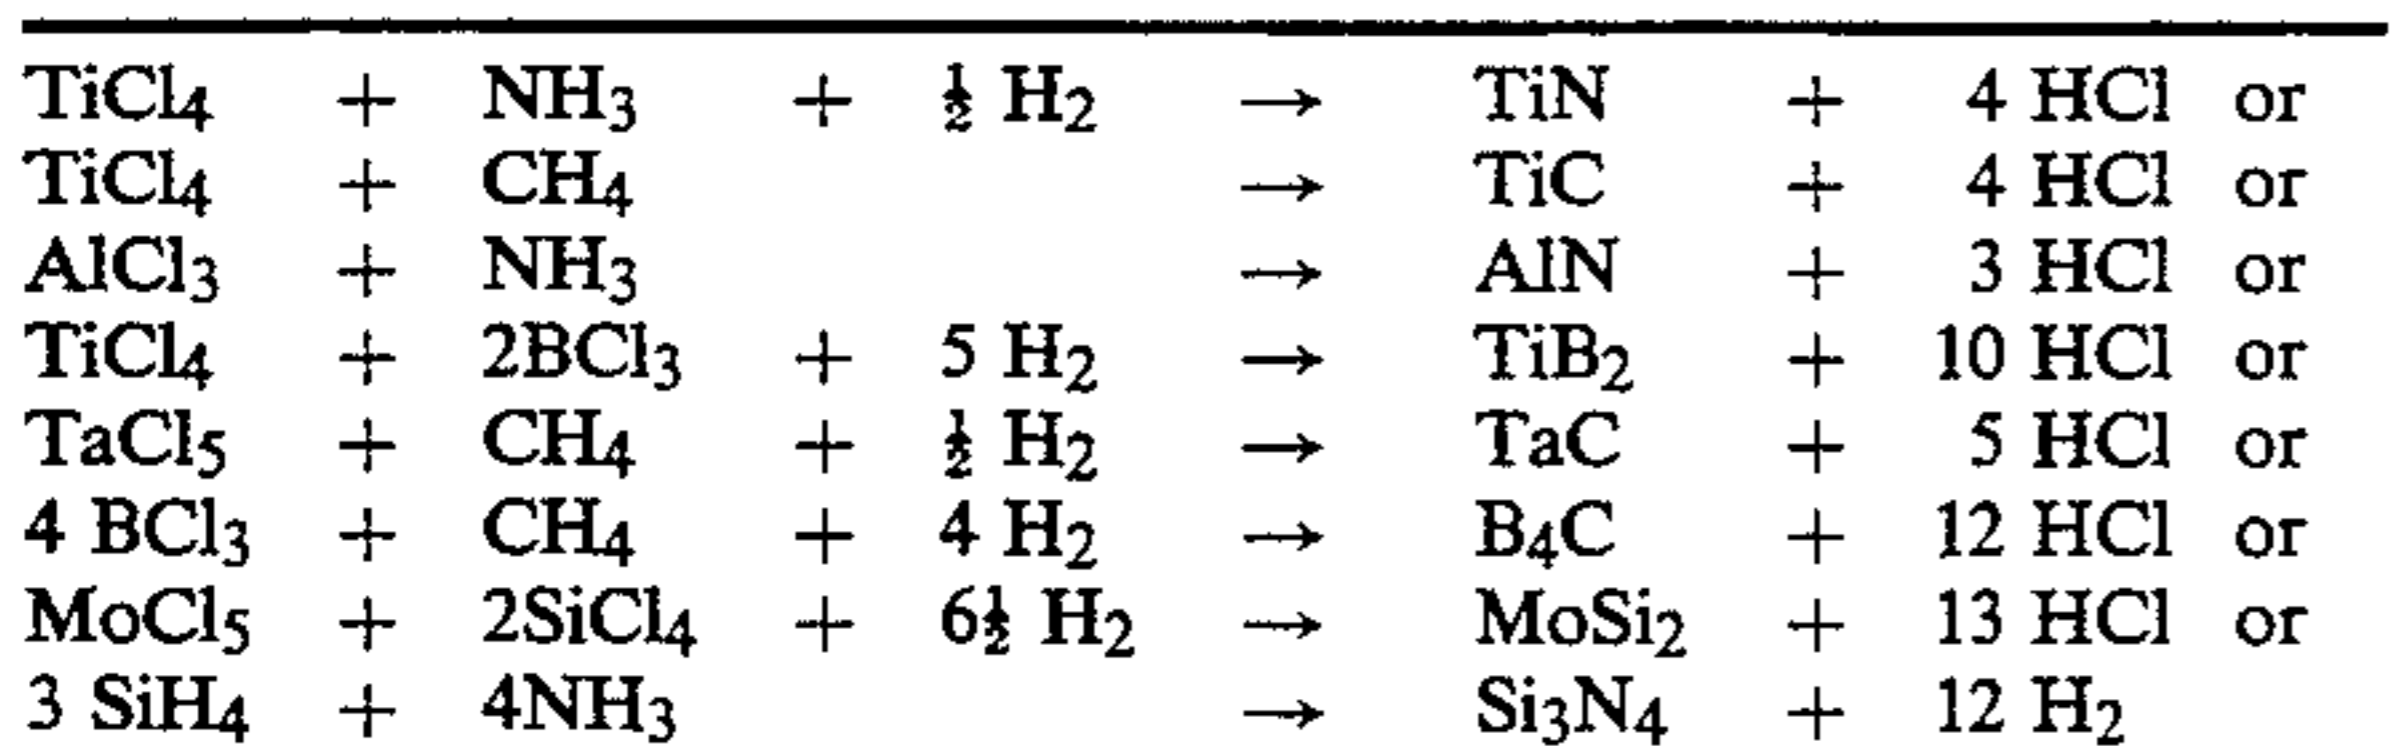 TiCl4 + NH3 + ½ H2 → TiN + 4 HCl or
TiCl4 + CH4 → TiC + 4 HCl or
AlCl3 + NH3 → AlN + 3 HCl or
TiCl4 + 2BCl3 + 5 H2 → TiB2 + 10 HCl or
TaCl5 + CH4 + ½ H2 → TaC + 5 HCl or
4 BCl3 + CH4 + 4 H2 → B4C + 12 HCl or
MoCl5 + 2SiCl4 + 6½ H2 → MoSi2 + 13 HCl or
3 SiH4 + 4NH3 → Si3N4 + 12 H2